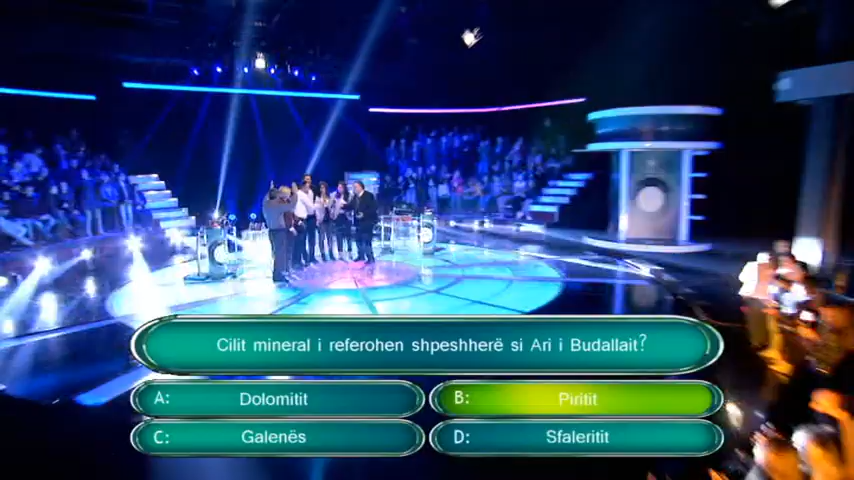 Cilit mineral i referohen shpeshherë si Ari i Budallait?
A: Dolomitit
B: Piritit
C: Galenës
D: Sfaleritit